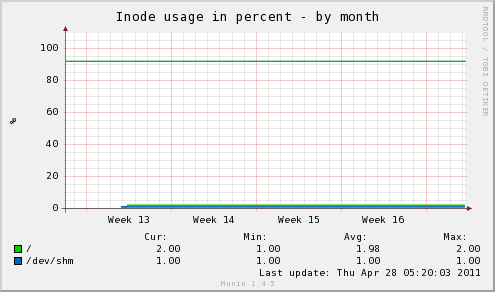 Inode usage in percent - by month
RRDTOOL / TOBI OETIKER
100
80
60
40
20
0
%
Week 13 Week 14 Week 15 Week 16
Cur: Min: Avg: Max:
/ 2.00 1.00 1.98 2.00
/dev/shm 1.00 1.00 1.00 1.00
Last update: Thu Apr 28 05:20:03 2011
Munin 1.4.5